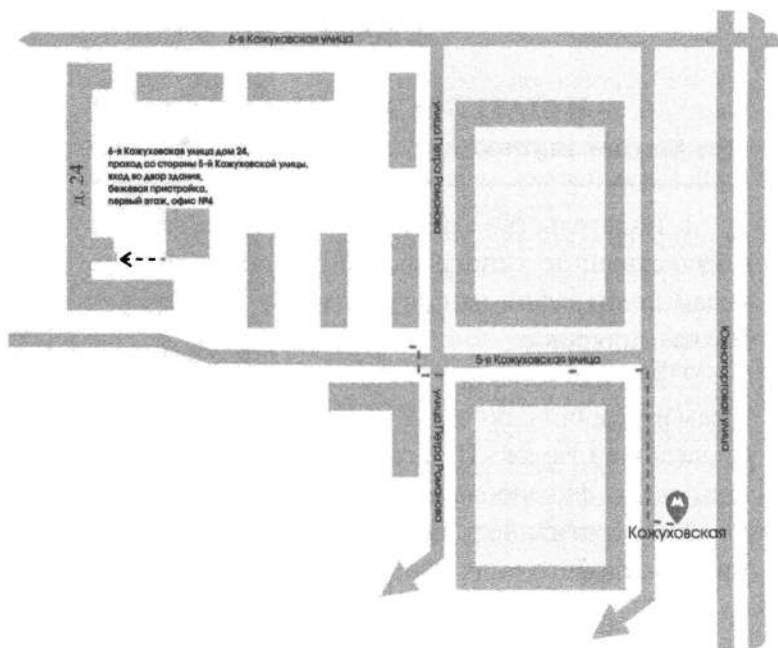 6-я Кожуховская улица
д. 24
6-я Кожуховская улица дом 24,
проход со стороны 5-й Кожуховской улицы,
вход во двор здания,
бежевая пристройка,
первый этаж, офис №4
улица Петра Романова
5-я Кожуховская улица
Южнопортовая улица
улица Петра Романова
М
Кожуховская